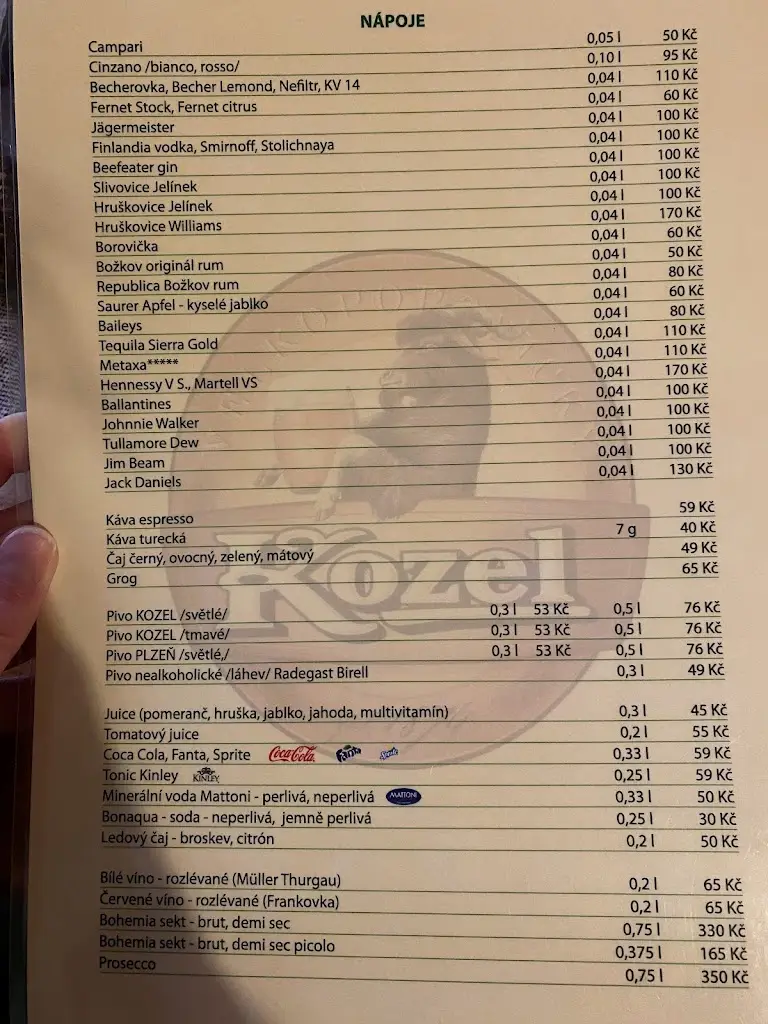 NÁPOJE
Campari 0,05 l 50 Kč
Cinzano /bianco, rosso/ 0,10 l 95 Kč
Becherovka, Becher Lemond, Nefiltr, KV 14 0,04 l 110 Kč
Fernet Stock, Fernet citrus 0,04 l 60 Kč
Jägermeister 0,04 l 100 Kč
Finlandia vodka, Smirnoff, Stolichnaya 0,04 l 100 Kč
Beefeater gin 0,04 l 100 Kč
Slivovice Jelínek 0,04 l 100 Kč
Hruškovice Jelínek 0,04 l 100 Kč
Hruškovice Williams 0,04 l 170 Kč
Borovička 0,04 l 60 Kč
Božkov originál rum 0,04 l 50 Kč
Republica Božkov rum 0,04 l 80 Kč
Saurer Apfel - kyselé jablko 0,04 l 60 Kč
Baileys 0,04 l 80 Kč
Tequila Sierra Gold 0,04 l 110 Kč
Metaxa***** 0,04 l 110 Kč
Hennessy V S., Martell VS 0,04 l 170 Kč
Ballantines 0,04 l 100 Kč
Johnnie Walker 0,04 l 100 Kč
Tullamore Dew 0,04 l 100 Kč
Jim Beam 0,04 l 100 Kč
Jack Daniels 0,04 l 130 Kč
Káva espresso 59 Kč
Káva turecká 7 g 40 Kč
Čaj černý, ovocný, zelený, mátový 49 Kč
Grog 65 Kč
Kozel
Pivo KOZEL /světlé/ 0,3 l 53 Kč 0,5 l 76 Kč
Pivo KOZEL /tmavé/ 0,3 l 53 Kč 0,5 l 76 Kč
Pivo PLZEŇ /světlé,/ 0,3 l 53 Kč 0,5 l 76 Kč
Pivo nealkoholické /láhev/ Radegast Birell 0,3 l 49 Kč
Juice (pomeranč, hruška, jablko, jahoda, multivitamín) 0,3 l 45 Kč
Tomatový juice 0,2 l 55 Kč
Coca Cola, Fanta, Sprite Coca-Cola Fanta Sprite 0,33 l 59 Kč
Tonic Kinley KINLEY 0,25 l 59 Kč
Minerální voda Mattoni - perlivá, neperlivá MATTONI 0,33 l 50 Kč
Bonaqua - soda - neperlivá, jemně perlivá 0,25 l 30 Kč
Ledový čaj - broskev, citrón 0,2 l 50 Kč
Bílé víno - rozlévané (Müller Thurgau) 0,2 l 65 Kč
Červené víno - rozlévané (Frankovka) 0,2 l 65 Kč
Bohemia sekt - brut, demi sec 0,75 l 330 Kč
Bohemia sekt - brut, demi sec picolo 0,375 l 165 Kč
Prosecco 0,75 l 350 Kč